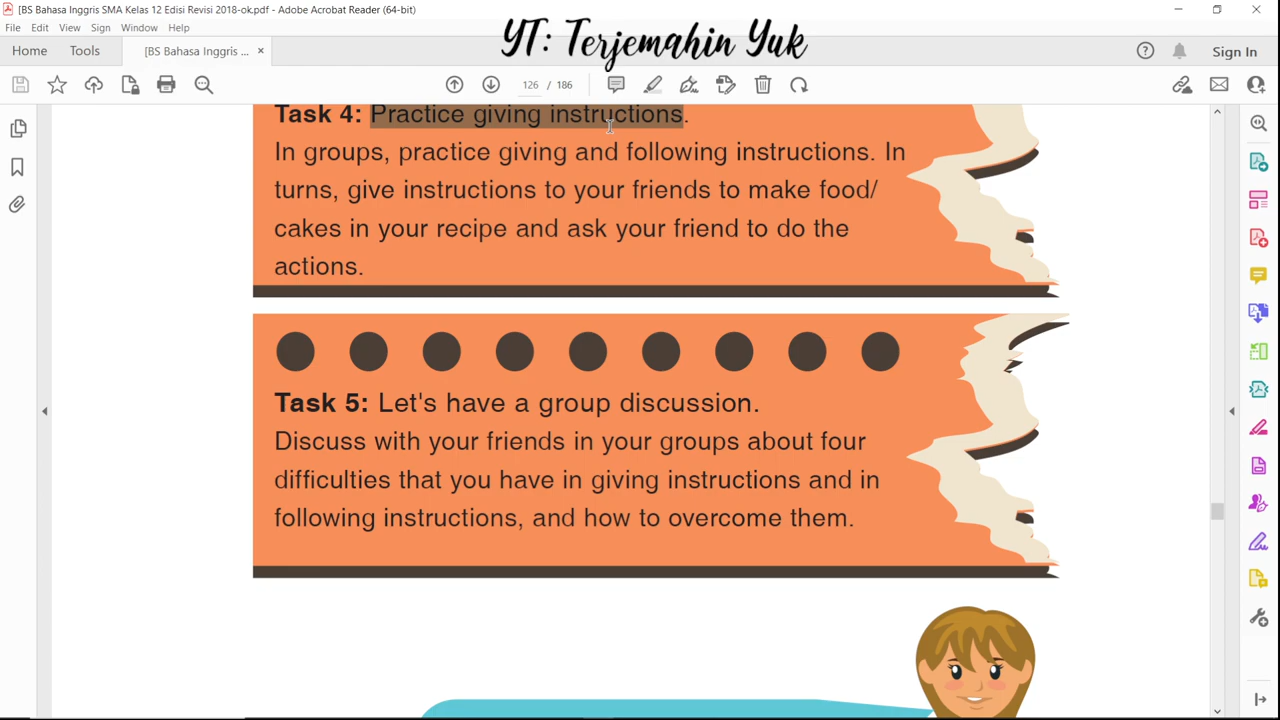 [BS Bahasa Inggris SMA Kelas 12 Edisi Revisi 2018-ok.pdf - Adobe Acrobat Reader (64-bit)
File Edit View Sign Window Help
YT: Terjemahin Yuk
Home Tools [BS Bahasa Inggris ... × Sign In
126 / 186
Task 4: Practice giving instructions.
In groups, practice giving and following instructions. In
turns, give instructions to your friends to make food/
cakes in your recipe and ask your friend to do the
actions.
Task 5: Let's have a group discussion.
Discuss with your friends in your groups about four
difficulties that you have in giving instructions and in
following instructions, and how to overcome them.